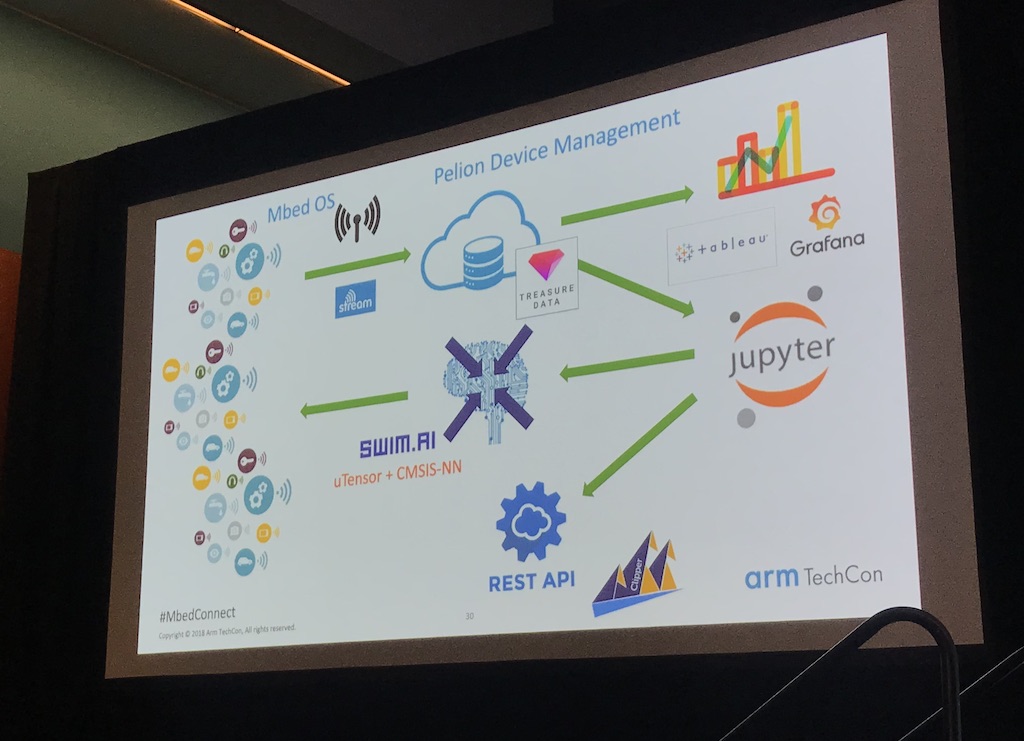 Mbed OS
Pelion Device Management
stream
TREASURE
DATA
+ableau
Grafana
jupyter
SWIM.AI
uTensor + CMSIS-NN
REST API
Clipper
arm TechCon
#MbedConnect
Copyright © 2018 Arm TechCon, All rights reserved.
30